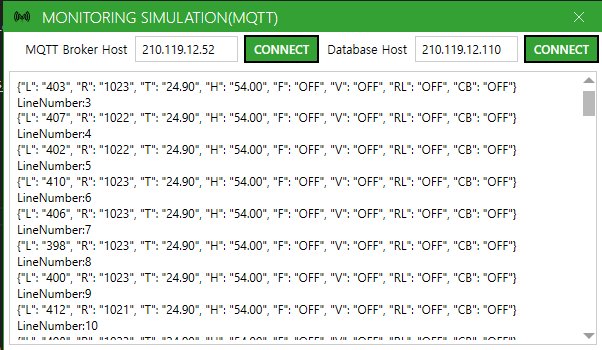 MONITORING SIMULATION(MQTT)
MQTT Broker Host 210.119.12.52 CONNECT Database Host 210.119.12.110 CONNECT
{"L": "403", "R": "1023", "T": "24.90", "H": "54.00", "F": "OFF", "V": "OFF", "RL": "OFF", "CB": "OFF"}
LineNumber:3
{"L": "407", "R": "1022", "T": "24.90", "H": "54.00", "F": "OFF", "V": "OFF", "RL": "OFF", "CB": "OFF"}
LineNumber:4
{"L": "402", "R": "1022", "T": "24.90", "H": "54.00", "F": "OFF", "V": "OFF", "RL": "OFF", "CB": "OFF"}
LineNumber:5
{"L": "410", "R": "1023", "T": "24.90", "H": "54.00", "F": "OFF", "V": "OFF", "RL": "OFF", "CB": "OFF"}
LineNumber:6
{"L": "406", "R": "1023", "T": "24.90", "H": "54.00", "F": "OFF", "V": "OFF", "RL": "OFF", "CB": "OFF"}
LineNumber:7
{"L": "398", "R": "1023", "T": "24.90", "H": "54.00", "F": "OFF", "V": "OFF", "RL": "OFF", "CB": "OFF"}
LineNumber:8
{"L": "400", "R": "1023", "T": "24.90", "H": "54.00", "F": "OFF", "V": "OFF", "RL": "OFF", "CB": "OFF"}
LineNumber:9
{"L": "412", "R": "1021", "T": "24.90", "H": "54.00", "F": "OFF", "V": "OFF", "RL": "OFF", "CB": "OFF"}
LineNumber:10